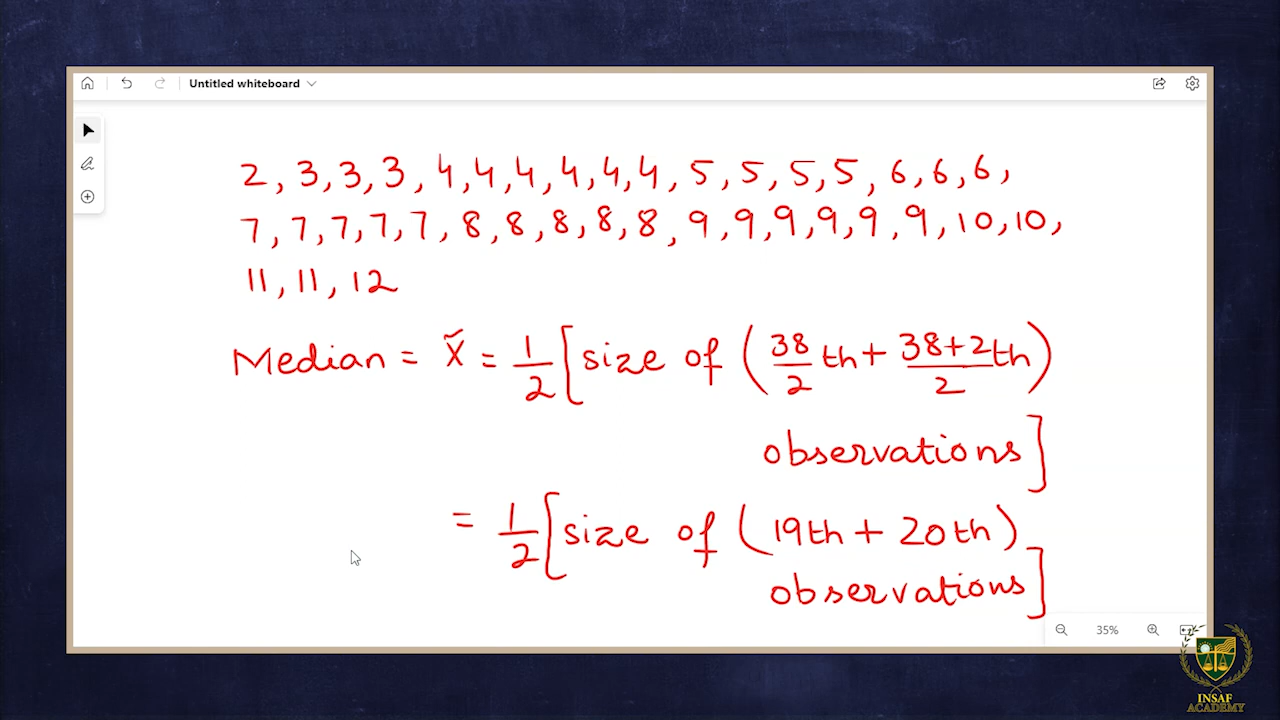 Untitled whiteboard
2, 3, 3, 3, 4, 4, 4, 4, 4, 4, 5, 5, 5, 5, 6, 6, 6,
7, 7, 7, 7, 7, 8, 8, 8, 8, 8, 9, 9, 9, 9, 9, 9, 10, 10,
11, 11, 12
Median = x̃ = 1/2 [size of (38/2 th + 38+2/2 th)
observations]
= 1/2 [size of (19th + 20th)
observations]
35%
INSAF
ACADEMY